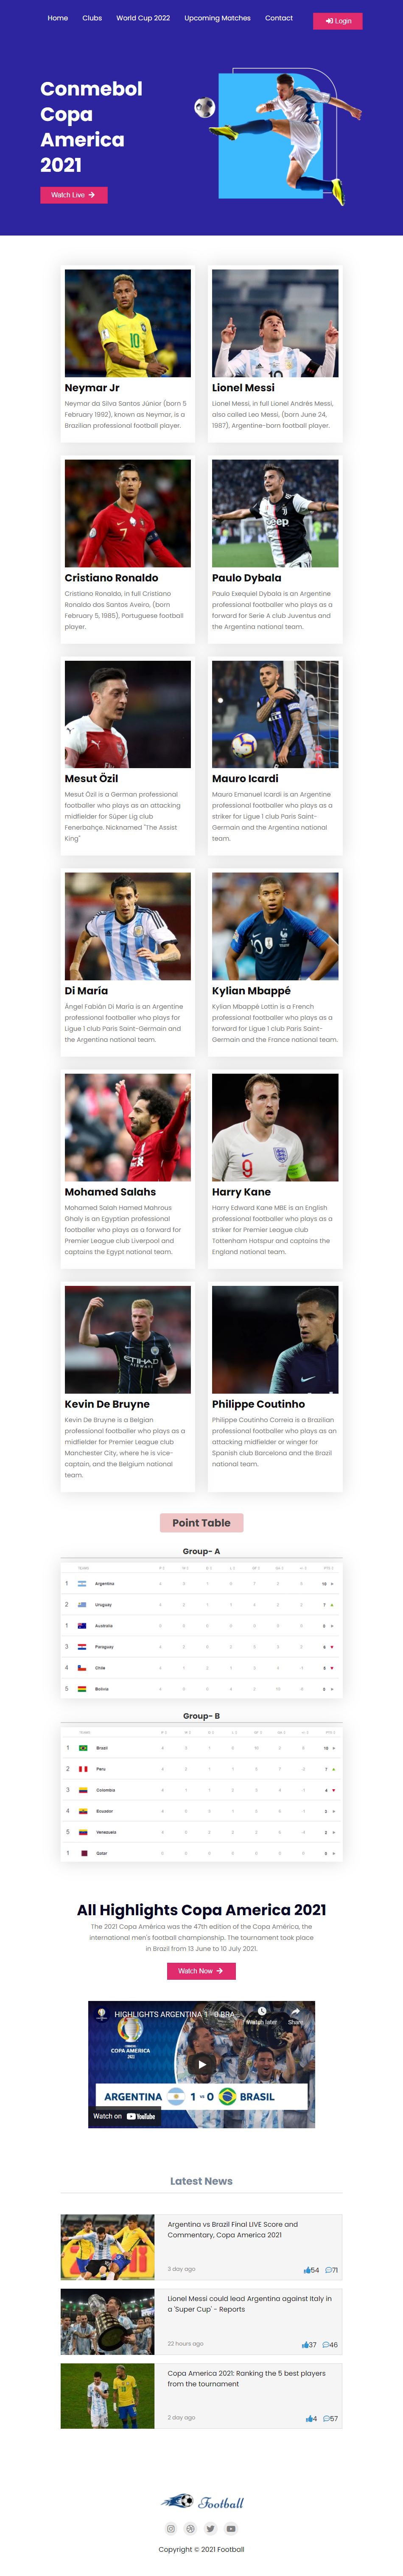 Home Clubs World Cup 2022 Upcoming Matches Contact Login
Conmebol
Copa
America
2021
Watch Live
Neymar Jr
Neymar da Silva Santos Júnior (born 5
February 1992), known as Neymar, is a
Brazilian professional football player.
Lionel Messi
Lionel Messi, in full Lionel Andrés Messi,
also called Leo Messi, (born June 24,
1987), Argentine-born football player.
Cristiano Ronaldo
Cristiano Ronaldo, in full Cristiano
Ronaldo dos Santos Aveiro, (born
February 5, 1985), Portuguese football
player.
Paulo Dybala
Paulo Exequiel Dybala is an Argentine
professional footballer who plays as a
forward for Serie A club Juventus and
the Argentina national team.
Mesut Özil
Mesut Özil is a German professional
footballer who plays as an attacking
midfielder for Süper Lig club
Fenerbahçe. Nicknamed "The Assist
King"
Mauro Icardi
Mauro Emanuel Icardi is an Argentine
professional footballer who plays as a
striker for Ligue 1 club Paris Saint-
Germain and the Argentina national
team.
Di María
Ángel Fabián Di María is an Argentine
professional footballer who plays for
Ligue 1 club Paris Saint-Germain and
the Argentina national team.
Kylian Mbappé
Kylian Mbappé Lottin is a French
professional footballer who plays as a
forward for Ligue 1 club Paris Saint-
Germain and the France national team.
Mohamed Salahs
Mohamed Salah Hamed Mahrous
Ghaly is an Egyptian professional
footballer who plays as a forward for
Premier League club Liverpool and
captains the Egypt national team.
Harry Kane
Harry Edward Kane MBE is an English
professional footballer who plays as a
striker for Premier League club
Tottenham Hotspur and captains the
England national team.
Kevin De Bruyne
Kevin De Bruyne is a Belgian
professional footballer who plays as a
midfielder for Premier League club
Manchester City, where he is vice-
captain, and the Belgium national
team.
Philippe Coutinho
Philippe Coutinho Correia is a Brazilian
professional footballer who plays as an
attacking midfielder or winger for
Spanish club Barcelona and the Brazil
national team.
Point Table
Group- A
1 Argentina
2 Uruguay
1 Australia
3 Paraguay
4 Chile
5 Bolivia
Group- B
1 Brazil
2 Peru
3 Colombia
4 Ecuador
5 Venezuela
1 Qatar
All Highlights Copa America 2021
The 2021 Copa América was the 47th edition of the Copa América, the
international men's football championship. The tournament took place
in Brazil from 13 June to 10 July 2021.
Watch Now
HIGHLIGHTS ARGENTINA 1 - 0 BRA...
Watch later Share
COPA AMERICA
2021
ARGENTINA 1 VS 0 BRASIL
Watch on YouTube
Latest News
Argentina vs Brazil Final LIVE Score and
Commentary, Copa America 2021
3 day ago 54 71
Lionel Messi could lead Argentina against Italy in
a 'Super Cup' - Reports
22 hours ago 37 46
Copa America 2021: Ranking the 5 best players
from the tournament
2 day ago 4 57
Football
Copyright © 2021 Football